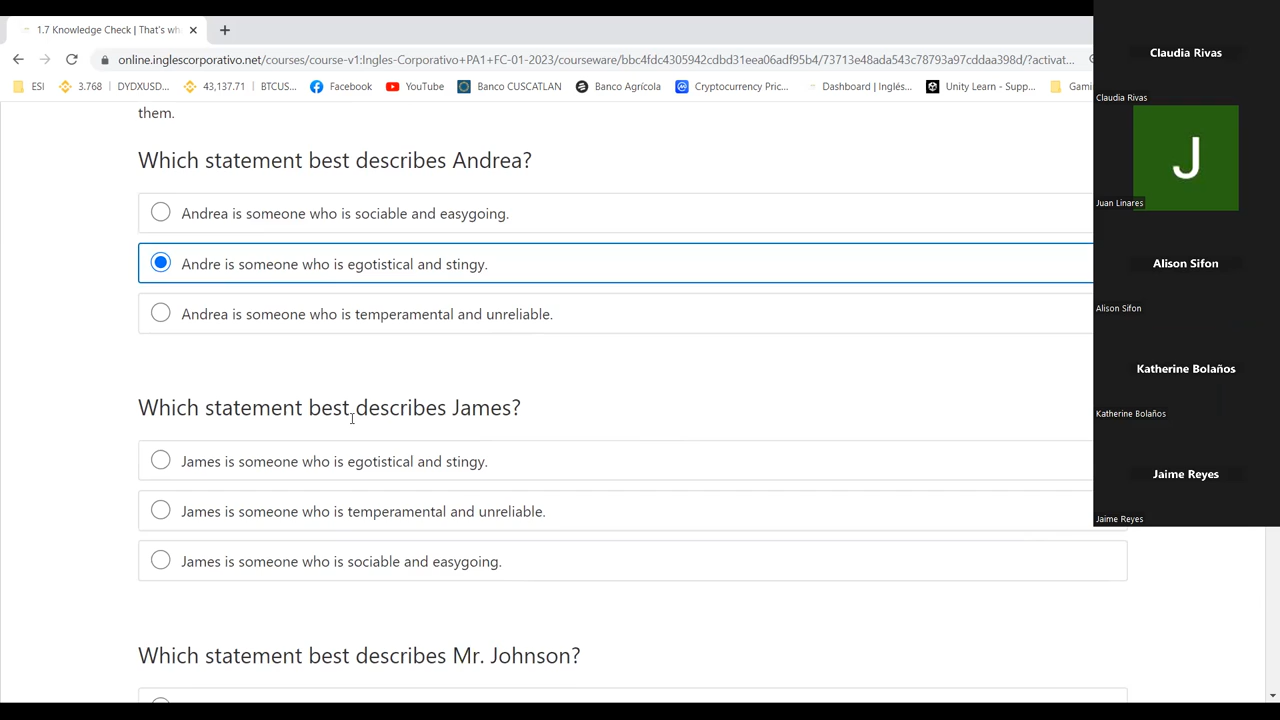 1.7 Knowledge Check | That's wh
online.inglescorporativo.net/courses/course-v1:Ingles-Corporativo+PA1+FC-01-2023/courseware/bbc4fdc4305942cdbd31eea06adf95b4/73713e48ada543c78793a97cddaa398d/?activat...
ESI 3.768 DYDXUSD... 43,137.71 BTCUS... Facebook YouTube Banco CUSCATLAN Banco Agrícola Cryptocurrency Pric... Dashboard | Inglés... Unity Learn - Supp... Gami
them.
Which statement best describes Andrea?
Andrea is someone who is sociable and easygoing.
Andre is someone who is egotistical and stingy.
Andrea is someone who is temperamental and unreliable.
Which statement best describes James?
James is someone who is egotistical and stingy.
James is someone who is temperamental and unreliable.
James is someone who is sociable and easygoing.
Which statement best describes Mr. Johnson?
Claudia Rivas
Claudia Rivas
J
Juan Linares
Alison Sifon
Alison Sifon
Katherine Bolaños
Katherine Bolaños
Jaime Reyes
Jaime Reyes